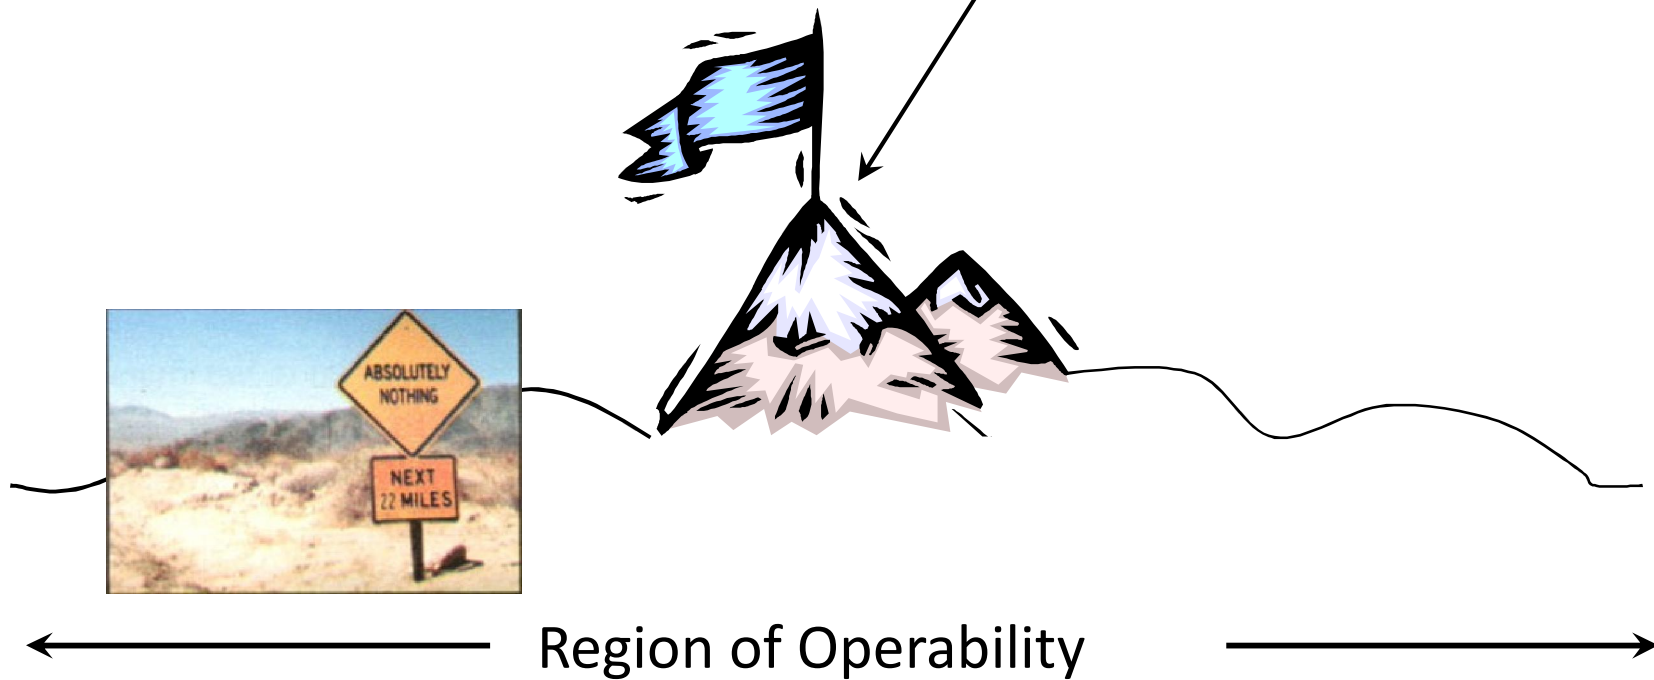 ABSOLUTELY
NOTHING
NEXT
22 MILES
Region of Operability